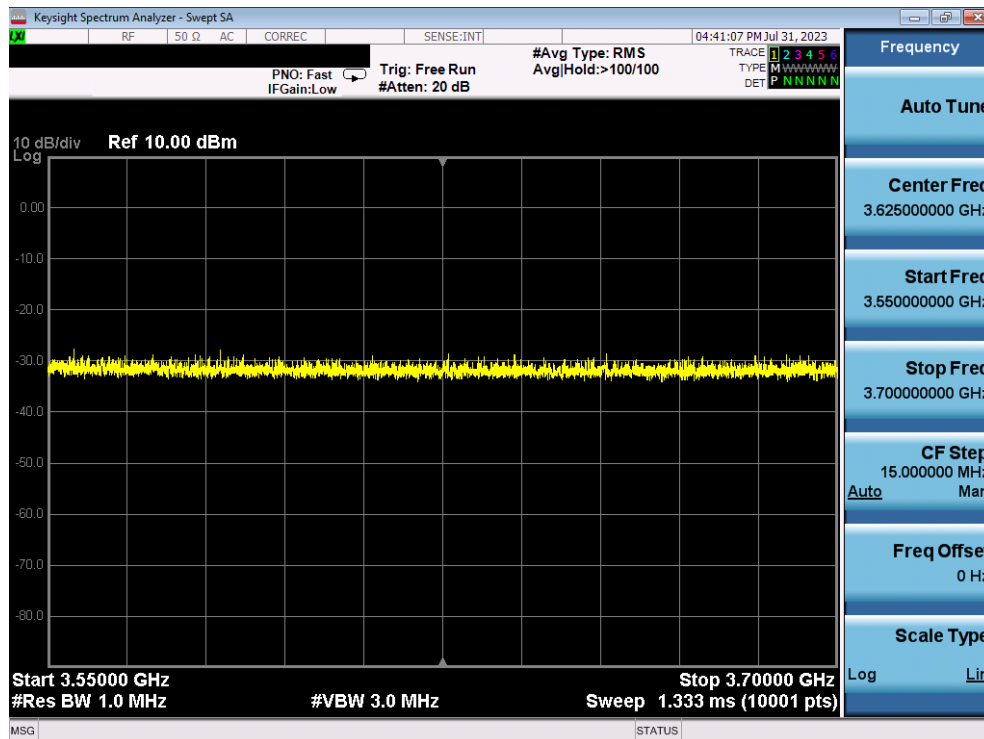 Keysight Spectrum Analyzer - Swept SA
LXI RF 50 Ω AC CORREC SENSE:INT 04:41:07 PM Jul 31, 2023
#Avg Type: RMS TRACE 1 2 3 4 5 6
PNO: Fast Trig: Free Run Avg|Hold:>100/100 TYPE M WWWWW
IFGain:Low #Atten: 20 dB DET P N N N N N
10 dB/div Ref 10.00 dBm
Log
0.00
-10.0
-20.0
-30.0
-40.0
-50.0
-60.0
-70.0
-80.0
Start 3.55000 GHz Stop 3.70000 GHz
#Res BW 1.0 MHz #VBW 3.0 MHz Sweep 1.333 ms (10001 pts)
MSG STATUS
Frequency
Auto Tune
Center Freq
3.625000000 GHz
Start Freq
3.550000000 GHz
Stop Freq
3.700000000 GHz
CF Step
15.000000 MHz
Auto Man
Freq Offset
0 Hz
Scale Type
Log Lin